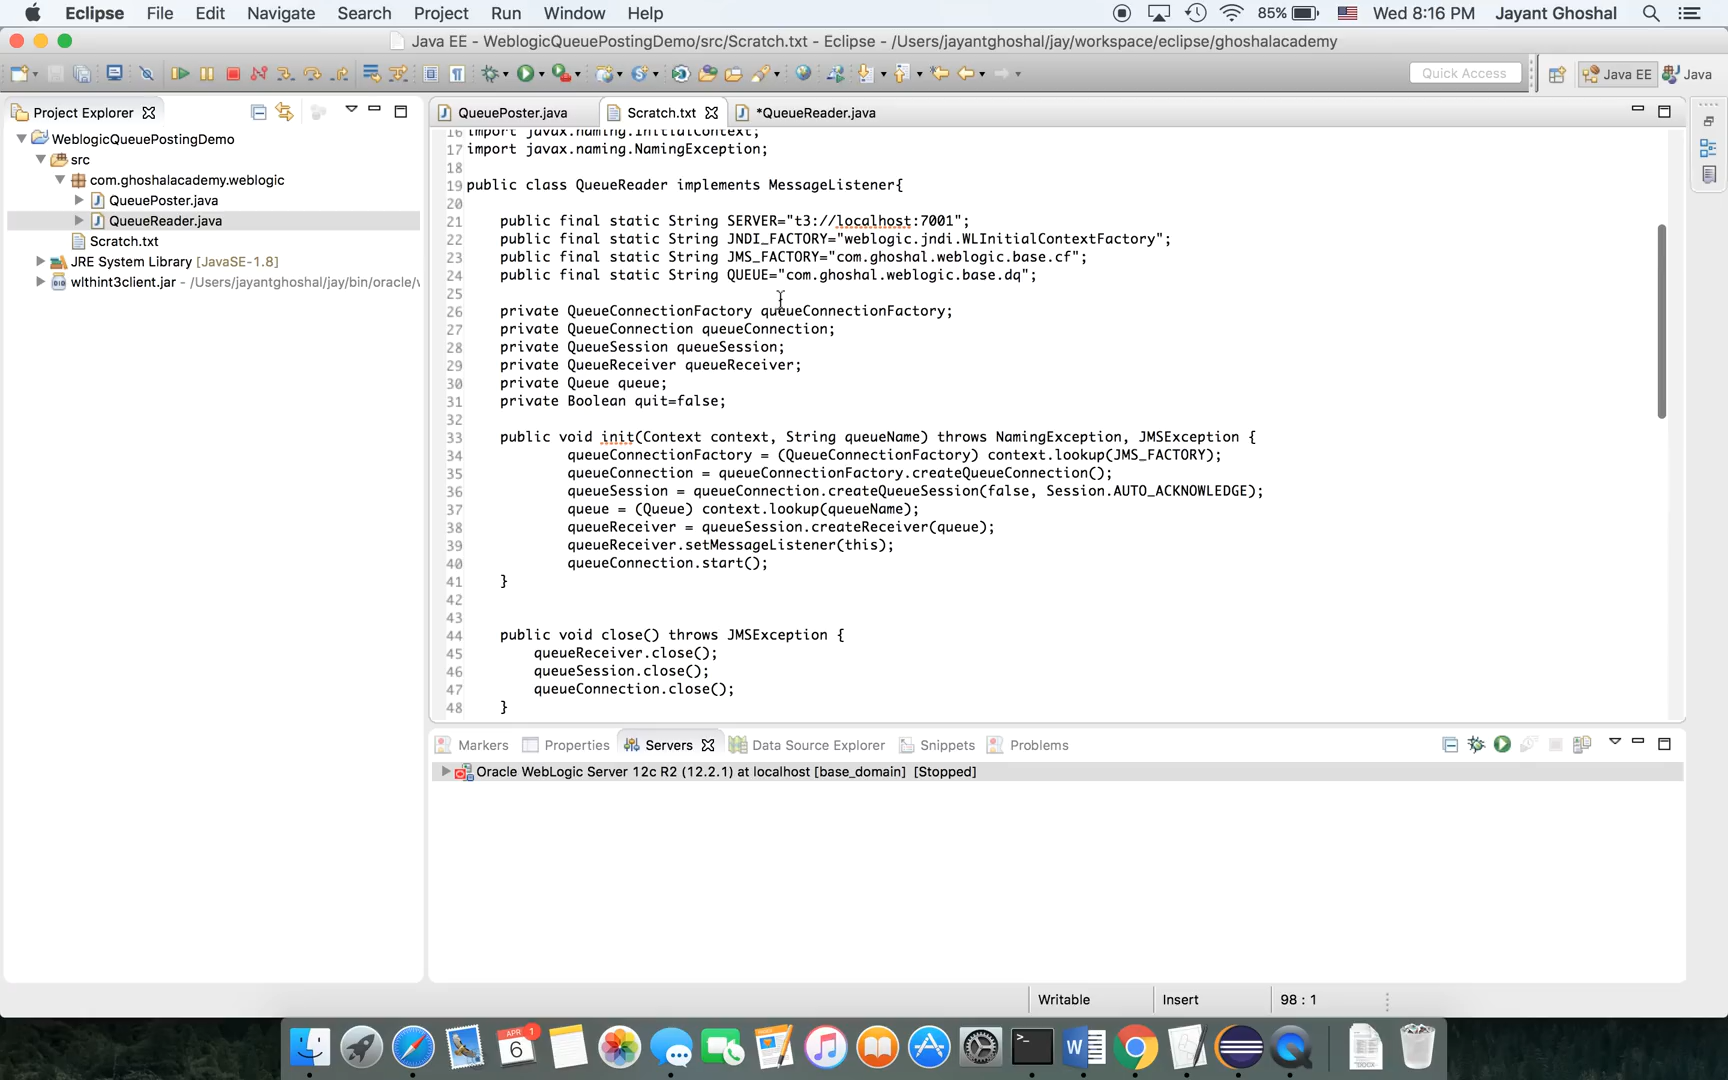 Eclipse File Edit Navigate Search Project Run Window Help 85% Wed 8:16 PM Jayant Ghoshal
Java EE - WeblogicQueuePostingDemo/src/Scratch.txt - Eclipse - /Users/jayantghoshal/jay/workspace/eclipse/ghoshalacademy
Quick Access Java EE Java
Project Explorer
WeblogicQueuePostingDemo
src
com.ghoshalacademy.weblogic
QueuePoster.java
QueueReader.java
Scratch.txt
JRE System Library [JavaSE-1.8]
wlthint3client.jar - /Users/jayantghoshal/jay/bin/oracle/
QueuePoster.java Scratch.txt *QueueReader.java
16 import javax.naming.InitialContext;
17 import javax.naming.NamingException;
18
19 public class QueueReader implements MessageListener{
20
21 public final static String SERVER="t3://localhost:7001";
22 public final static String JNDI_FACTORY="weblogic.jndi.WLInitialContextFactory";
23 public final static String JMS_FACTORY="com.ghoshal.weblogic.base.cf";
24 public final static String QUEUE="com.ghoshal.weblogic.base.dq";
25
26 private QueueConnectionFactory queueConnectionFactory;
27 private QueueConnection queueConnection;
28 private QueueSession queueSession;
29 private QueueReceiver queueReceiver;
30 private Queue queue;
31 private Boolean quit=false;
32
33 public void init(Context context, String queueName) throws NamingException, JMSException {
34 queueConnectionFactory = (QueueConnectionFactory) context.lookup(JMS_FACTORY);
35 queueConnection = queueConnectionFactory.createQueueConnection();
36 queueSession = queueConnection.createQueueSession(false, Session.AUTO_ACKNOWLEDGE);
37 queue = (Queue) context.lookup(queueName);
38 queueReceiver = queueSession.createReceiver(queue);
39 queueReceiver.setMessageListener(this);
40 queueConnection.start();
41 }
42
43
44 public void close() throws JMSException {
45 queueReceiver.close();
46 queueSession.close();
47 queueConnection.close();
48 }
Markers Properties Servers Data Source Explorer Snippets Problems
Oracle WebLogic Server 12c R2 (12.2.1) at localhost [base_domain] [Stopped]
Writable Insert 98 : 1
APR 1
6
W